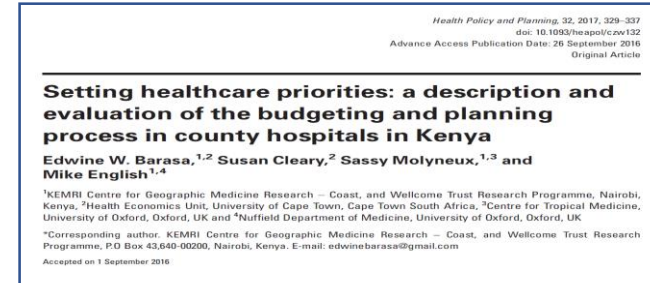 Health Policy and Planning, 32, 2017, 329–337
doi: 10.1093/heapol/czw132
Advance Access Publication Date: 26 September 2016
Original Article
Setting healthcare priorities: a description and
evaluation of the budgeting and planning
process in county hospitals in Kenya
Edwine W. Barasa,1,2 Susan Cleary,2 Sassy Molyneux,1,3 and
Mike English1,4
1KEMRI Centre for Geographic Medicine Research – Coast, and Wellcome Trust Research Programme, Nairobi,
Kenya, 2Health Economics Unit, University of Cape Town, Cape Town South Africa, 3Centre for Tropical Medicine,
University of Oxford, Oxford, UK and 4Nuffield Department of Medicine, University of Oxford, Oxford, UK
*Corresponding author. KEMRI Centre for Geographic Medicine Research – Coast, and Wellcome Trust Research
Programme, P.O Box 43,640-00200, Nairobi, Kenya. E-mail: edwinebarasa@gmail.com
Accepted on 1 September 2016